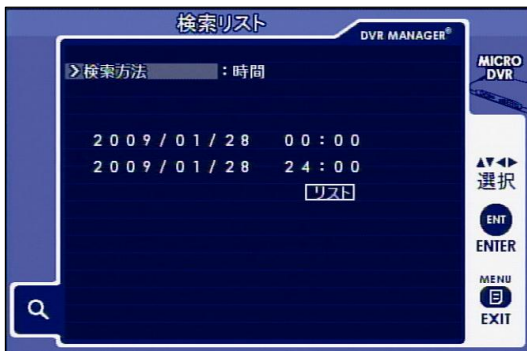 検索リスト
DVR MANAGER®
MICRO DVR
>検索方法 :時間
2009/01/28 00:00
2009/01/28 24:00
リスト
▲▼◀▶
選択
ENT
ENTER
MENU
EXIT